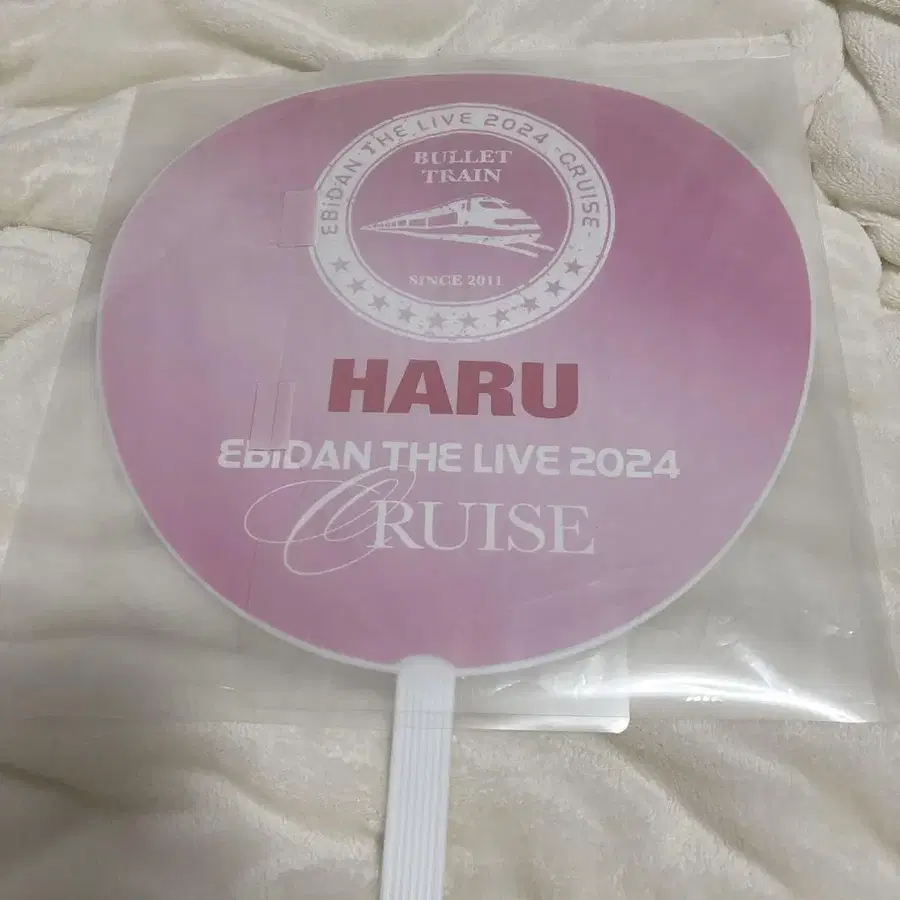 EBiDAN THE LIVE 2024 -CRUISE-
BULLET
TRAIN
SINCE 2011
HARU
EBiDAN THE LIVE 2024
CRUISE